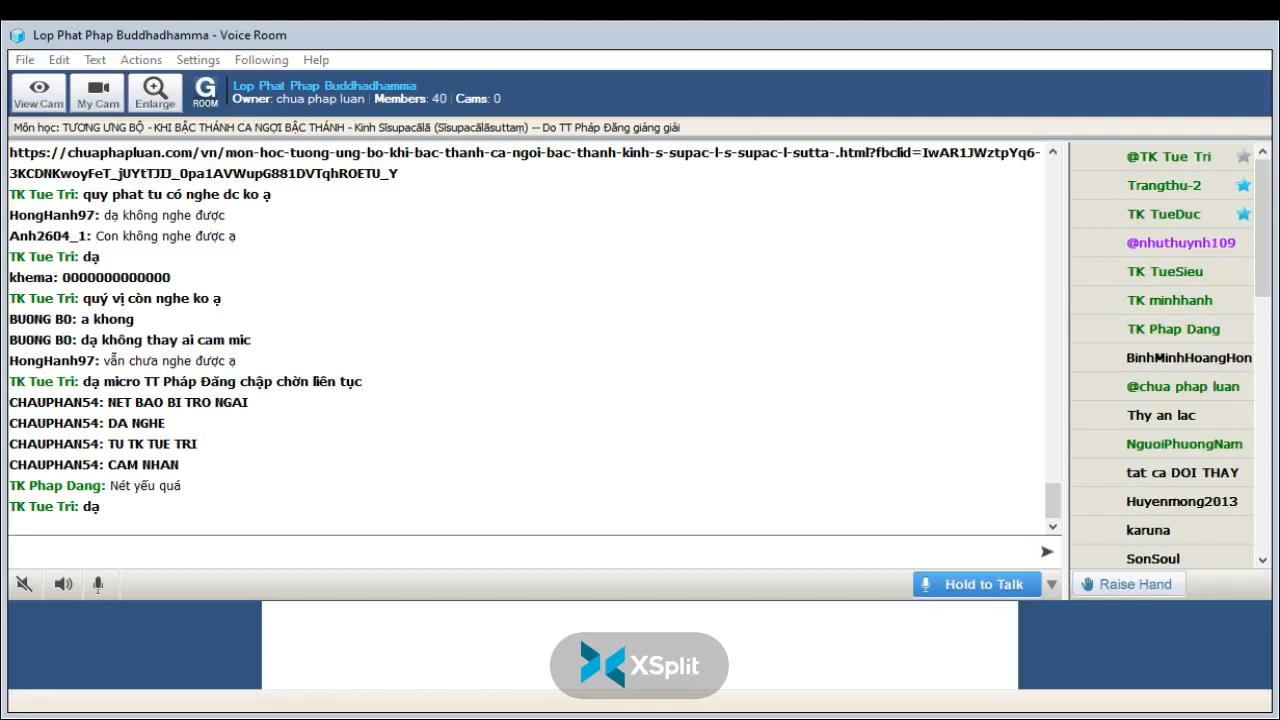 Lop Phat Phap Buddhadhamma - Voice Room
File Edit Text Actions Settings Following Help
View Cam My Cam Enlarge G ROOM
Lop Phat Phap Buddhadhamma
Owner: chua phap luan | Members: 40 | Cams: 0
Môn học: TƯƠNG ƯNG BỘ - KHI BẬC THÁNH CA NGỢI BẬC THÁNH - Kinh Sīsupacālā (Sīsupacālāsuttaṃ) -- Do TT Pháp Đăng giảng giải
https://chuaphapluan.com/vn/mon-hoc-tuong-ung-bo-khi-bac-thanh-ca-ngoi-bac-thanh-kinh-s-supac-l-s-supac-l-sutta-.html?fbclid=IwAR1JWztpYq6-
3KCDNKwoyFeT_jUYtTJIJ_0pa1AVWupG881DVTqhROETU_Y
TK Tue Tri: quy phat tu có nghe dc ko ạ
HongHanh97: dạ không nghe được
Anh2604_1: Con không nghe được ạ
TK Tue Tri: dạ
khema: 0000000000000
TK Tue Tri: quý vị còn nghe ko ạ
BUONG BO: a khong
BUONG BO: dạ không thay ai cam mic
HongHanh97: vẫn chưa nghe được ạ
TK Tue Tri: dạ micro TT Pháp Đăng chập chờn liên tục
CHAUPHAN54: NET BAO BI TRO NGAI
CHAUPHAN54: DA NGHE
CHAUPHAN54: TU TK TUE TRI
CHAUPHAN54: CAM NHAN
TK Phap Dang: Nét yếu quá
TK Tue Tri: dạ
@TK Tue Tri
Trangthu-2
TK TueDuc
@nhuthuynh109
TK TueSieu
TK minhhanh
TK Phap Dang
BinhMinhHoangHon
@chua phap luan
Thy an lac
NguoiPhuongNam
tat ca DOI THAY
Huyenmong2013
karuna
SonSoul
Hold to Talk
Raise Hand
XSplit